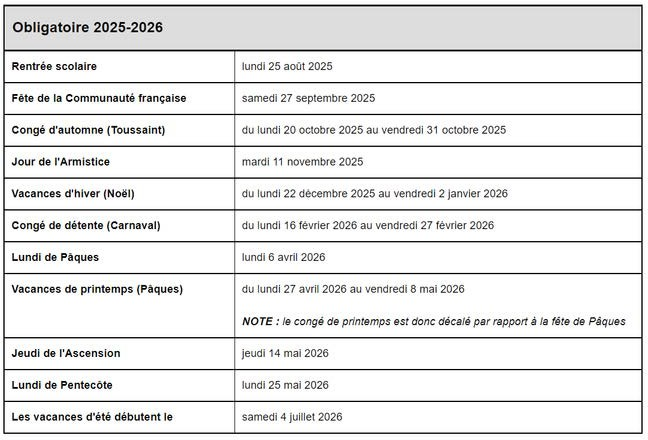 Obligatoire 2025-2026
Rentrée scolaire lundi 25 août 2025
Fête de la Communauté française samedi 27 septembre 2025
Congé d'automne (Toussaint) du lundi 20 octobre 2025 au vendredi 31 octobre 2025
Jour de l'Armistice mardi 11 novembre 2025
Vacances d'hiver (Noël) du lundi 22 décembre 2025 au vendredi 2 janvier 2026
Congé de détente (Carnaval) du lundi 16 février 2026 au vendredi 27 février 2026
Lundi de Pâques lundi 6 avril 2026
Vacances de printemps (Pâques) du lundi 27 avril 2026 au vendredi 8 mai 2026
NOTE : le congé de printemps est donc décalé par rapport à la fête de Pâques
Jeudi de l'Ascension jeudi 14 mai 2026
Lundi de Pentecôte lundi 25 mai 2026
Les vacances d'été débutent le samedi 4 juillet 2026